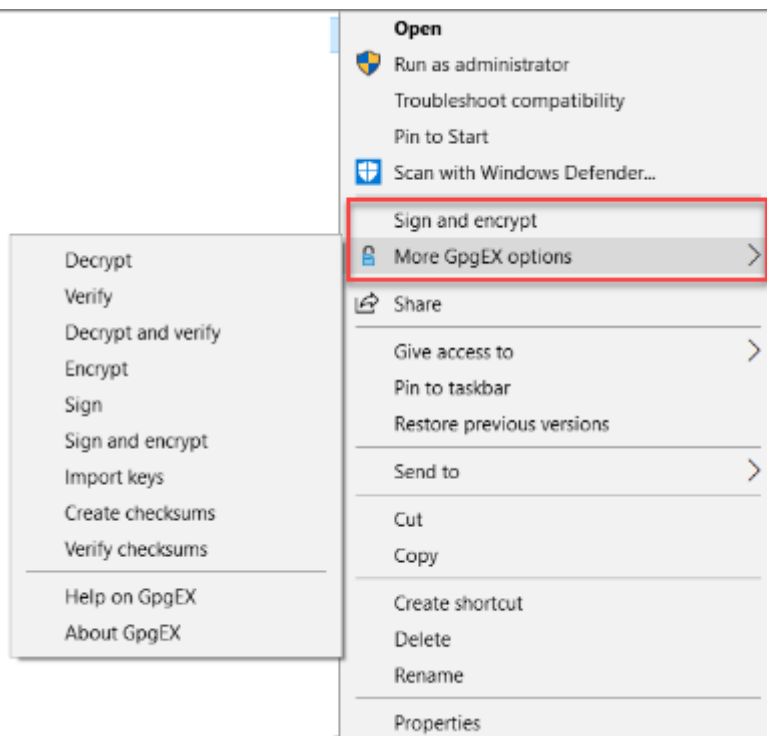 Open
Run as administrator
Troubleshoot compatibility
Pin to Start
Scan with Windows Defender...
Sign and encrypt
More GpgEX options
Share
Give access to
Pin to taskbar
Restore previous versions
Send to
Cut
Copy
Create shortcut
Delete
Rename
Properties
Decrypt
Verify
Decrypt and verify
Encrypt
Sign
Sign and encrypt
Import keys
Create checksums
Verify checksums
Help on GpgEX
About GpgEX